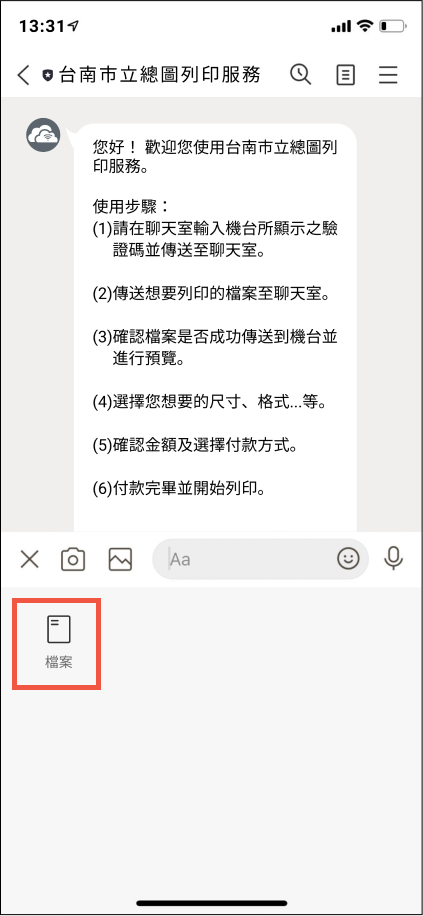 13:31
台南市立總圖列印服務
您好！ 歡迎您使用台南市立總圖列
印服務。
使用步驟：
(1)請在聊天室輸入機台所顯示之驗
證碼並傳送至聊天室。
(2)傳送想要列印的檔案至聊天室。
(3)確認檔案是否成功傳送到機台並
進行預覽。
(4)選擇您想要的尺寸、格式...等。
(5)確認金額及選擇付款方式。
(6)付款完畢並開始列印。
Aa
檔案